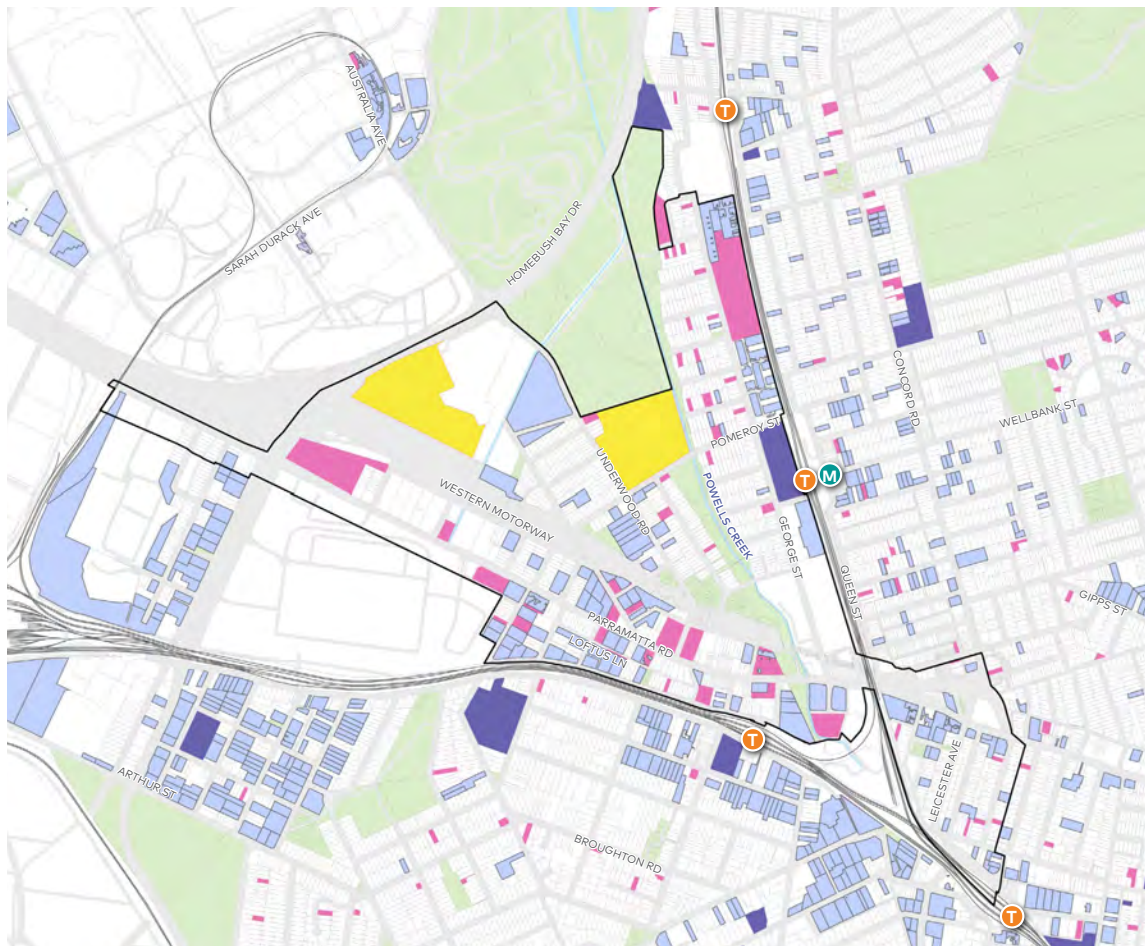 AUSTRALIA AVE
T
SARAH DURACK AVE
HOMEBUSH BAY DR
CONCORD RD
WELLBANK ST
POMEROY ST
UNDERWOOD RD
T
M
WESTERN MOTORWAY
POWELLS CREEK
GEORGE ST
QUEEN ST
GIPPS ST
PARRAMATTA RD
LOFTUS LN
T
ARTHUR ST
LEICESTER AVE
BROUGHTON RD
T